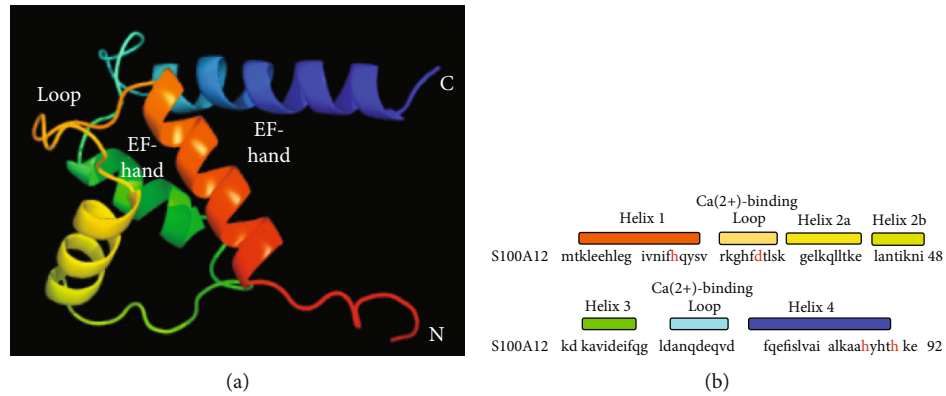 C
Loop
EF-
hand
EF-
hand
N
(a)
Ca(2+)-binding
Helix 1 Loop Helix 2a Helix 2b
S100A12 mtkleehleg ivnifhqysv rkghfdtlsk gelkqlltke lantikni 48
Ca(2+)-binding
Helix 3 Loop Helix 4
S100A12 kd kavideifqg ldanqdeqvd fqefislvai alkaahyhth ke 92
(b)